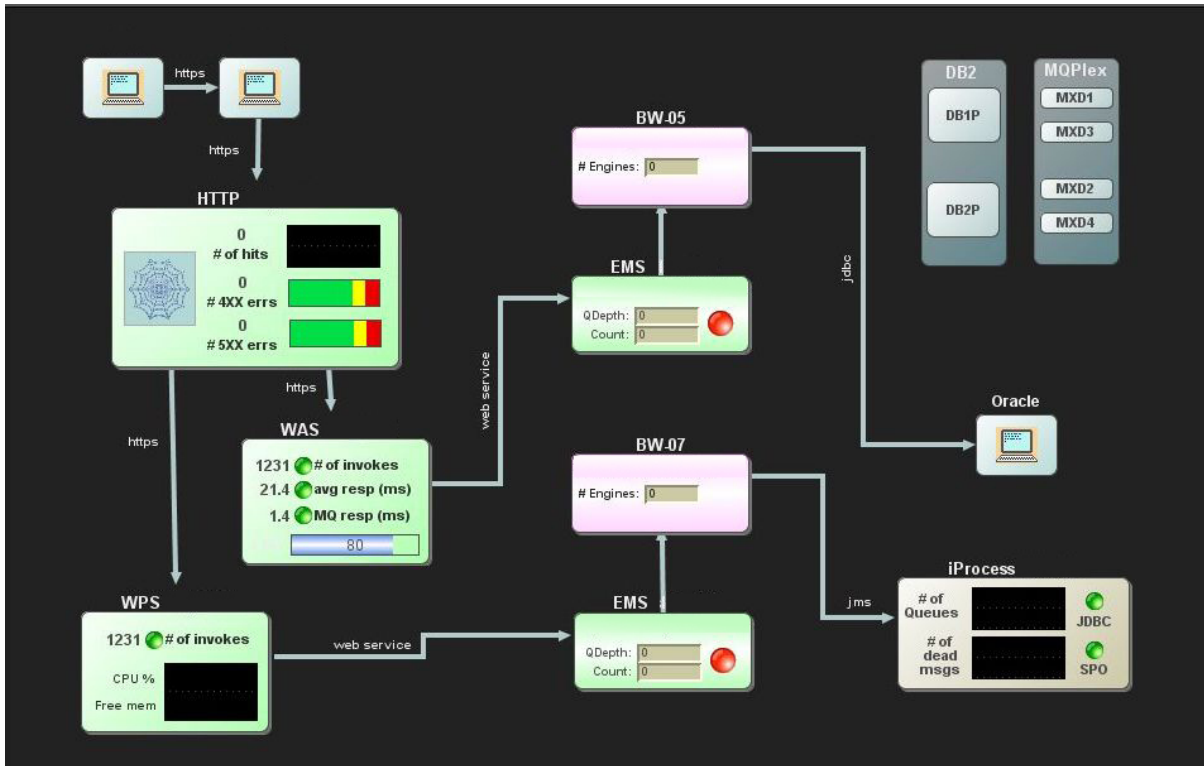 https
https
HTTP
0
# of hits
0
# 4XX errs
0
# 5XX errs
https
https
WAS
1231 # of invokes
21.4 avg resp (ms)
1.4 MQ resp (ms)
80
WPS
1231 # of invokes
CPU %
Free mem
web service
web service
BW-05
# Engines: 0
EMS
QDepth: 0
Count: 0
jdbc
BW-07
# Engines: 0
EMS
QDepth: 0
Count: 0
jms
DB2
DB1P
DB2P
MQPlex
MXD1
MXD3
MXD2
MXD4
Oracle
iProcess
# of
Queues
JDBC
# of
dead
msgs
SPO